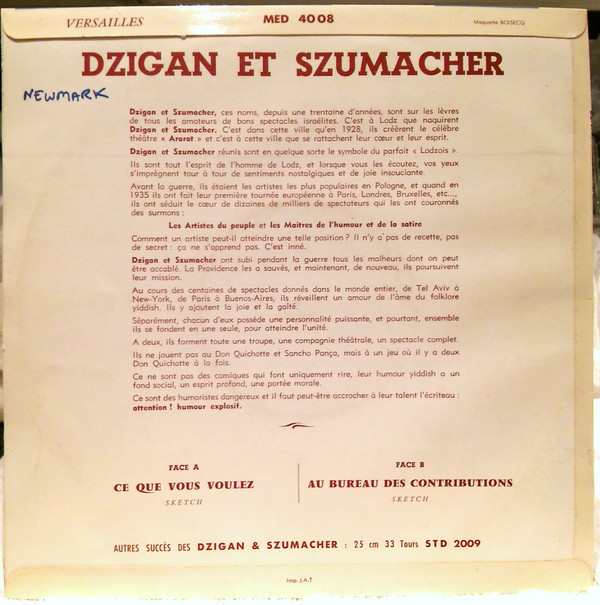 VERSAILLES
MED 4008
Maquette BOISECQ
DZIGAN ET SZUMACHER
NEWMARK
Dzigan et Szumacher, ces noms, depuis une trentaine d'années, sont sur les lèvres
de tous les amateurs de bons spectacles israélites. C'est à Lodz que naquirent
Dzigan et Szumacher. C'est dans cette ville qu'en 1928, ils créèrent le célèbre
théâtre « Ararat » et c'est à cette ville que se rattachent leur cœur et leur esprit.
Dzigan et Szumacher réunis sont en quelque sorte le symbole du parfait « Lodzois ».
Ils sont tout l'esprit de l'homme de Lodz, et lorsque vous les écoutez, vos yeux
s'imprègnent tour à tour de sentiments nostalgiques et de joie insouciante.
Avant la guerre, ils étaient les artistes les plus populaires en Pologne, et quand en
1935 ils ont fait leur première tournée européenne à Paris, Londres, Bruxelles, etc...,
ils ont séduit le cœur de dizaines de milliers de spectateurs qui les ont couronnés
des surmons :
Les Artistes du peuple et les Maîtres de l'humour et de la satire
Comment un artiste peut-il atteindre une telle position ? Il n'y a pas de recette, pas
de secret : ça ne s'apprend pas. C'est inné.
Dzigan et Szumacher ont subi pendant la guerre tous les malheurs dont on peut
être accablé. La Providence les a sauvés, et maintenant, de nouveau, ils poursuivent
leur mission.
Au cours des centaines de spectacles donnés dans le monde entier, de Tel Aviv à
New-York, de Paris à Buenos-Aires, ils réveillent un amour de l'âme du folklore
yiddish. Ils y ajoutent la joie et la gaîté.
Séparément, chacun d'eux possède une personnalité puissante, et pourtant, ensemble
ils se fondent en une seule, pour atteindre l'unité.
A deux, ils forment toute une troupe, une compagnie théâtrale, un spectacle complet.
Ils ne jouent pas au Don Quichotte et Sancho Pança, mais à un jeu où il y a deux
Don Quichotte à la fois.
Ce ne sont pas des comiques qui font uniquement rire, leur humour yiddish a un
fond social, un esprit profond, une portée morale.
Ce sont des humoristes dangereux et il faut peut-être accrocher à leur talent l'écriteau :
attention ! humour explosif.
FACE A
CE QUE VOUS VOULEZ
SKETCH
FACE B
AU BUREAU DES CONTRIBUTIONS
SKETCH
AUTRES SUCCÈS DES DZIGAN & SZUMACHER : 25 cm 33 Tours STD 2009
Imp. J.A.T